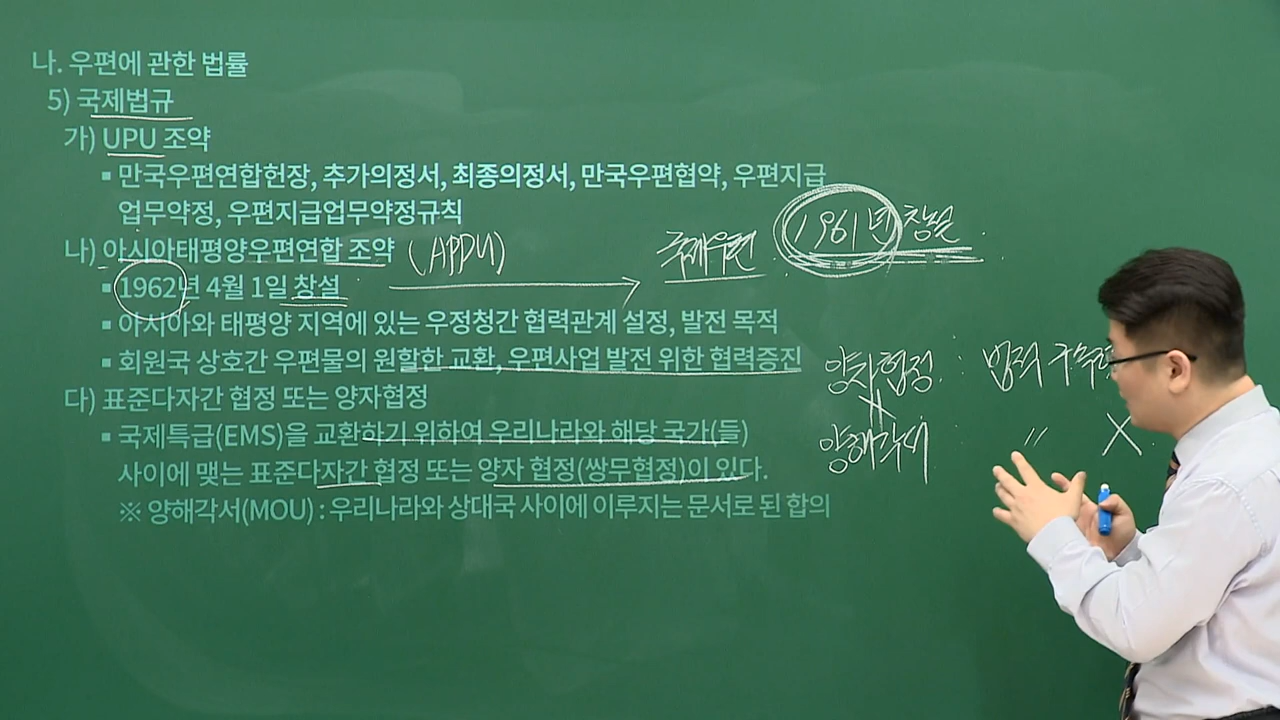 나. 우편에 관한 법률
5) 국제법규
가) UPU 조약
▪ 만국우편연합헌장, 추가의정서, 최종의정서, 만국우편협약, 우편지급
업무약정, 우편지급업무약정규칙
나) 아시아태평양우편연합 조약 (APPU) 국제우편 1961년 창설
▪ 1962년 4월 1일 창설
▪ 아시아와 태평양 지역에 있는 우정청간 협력관계 설정, 발전 목적
▪ 회원국 상호간 우편물의 원할한 교환, 우편사업 발전 위한 협력증진
양자협정 : 법적 구속
다) 표준다자간 협정 또는 양자협정
▪ 국제특급(EMS)을 교환하기 위하여 우리나라와 해당 국가(들)
양해각서 : 〃 X
사이에 맺는 표준다자간 협정 또는 양자 협정(쌍무협정)이 있다.
※ 양해각서(MOU) : 우리나라와 상대국 사이에 이루지는 문서로 된 합의